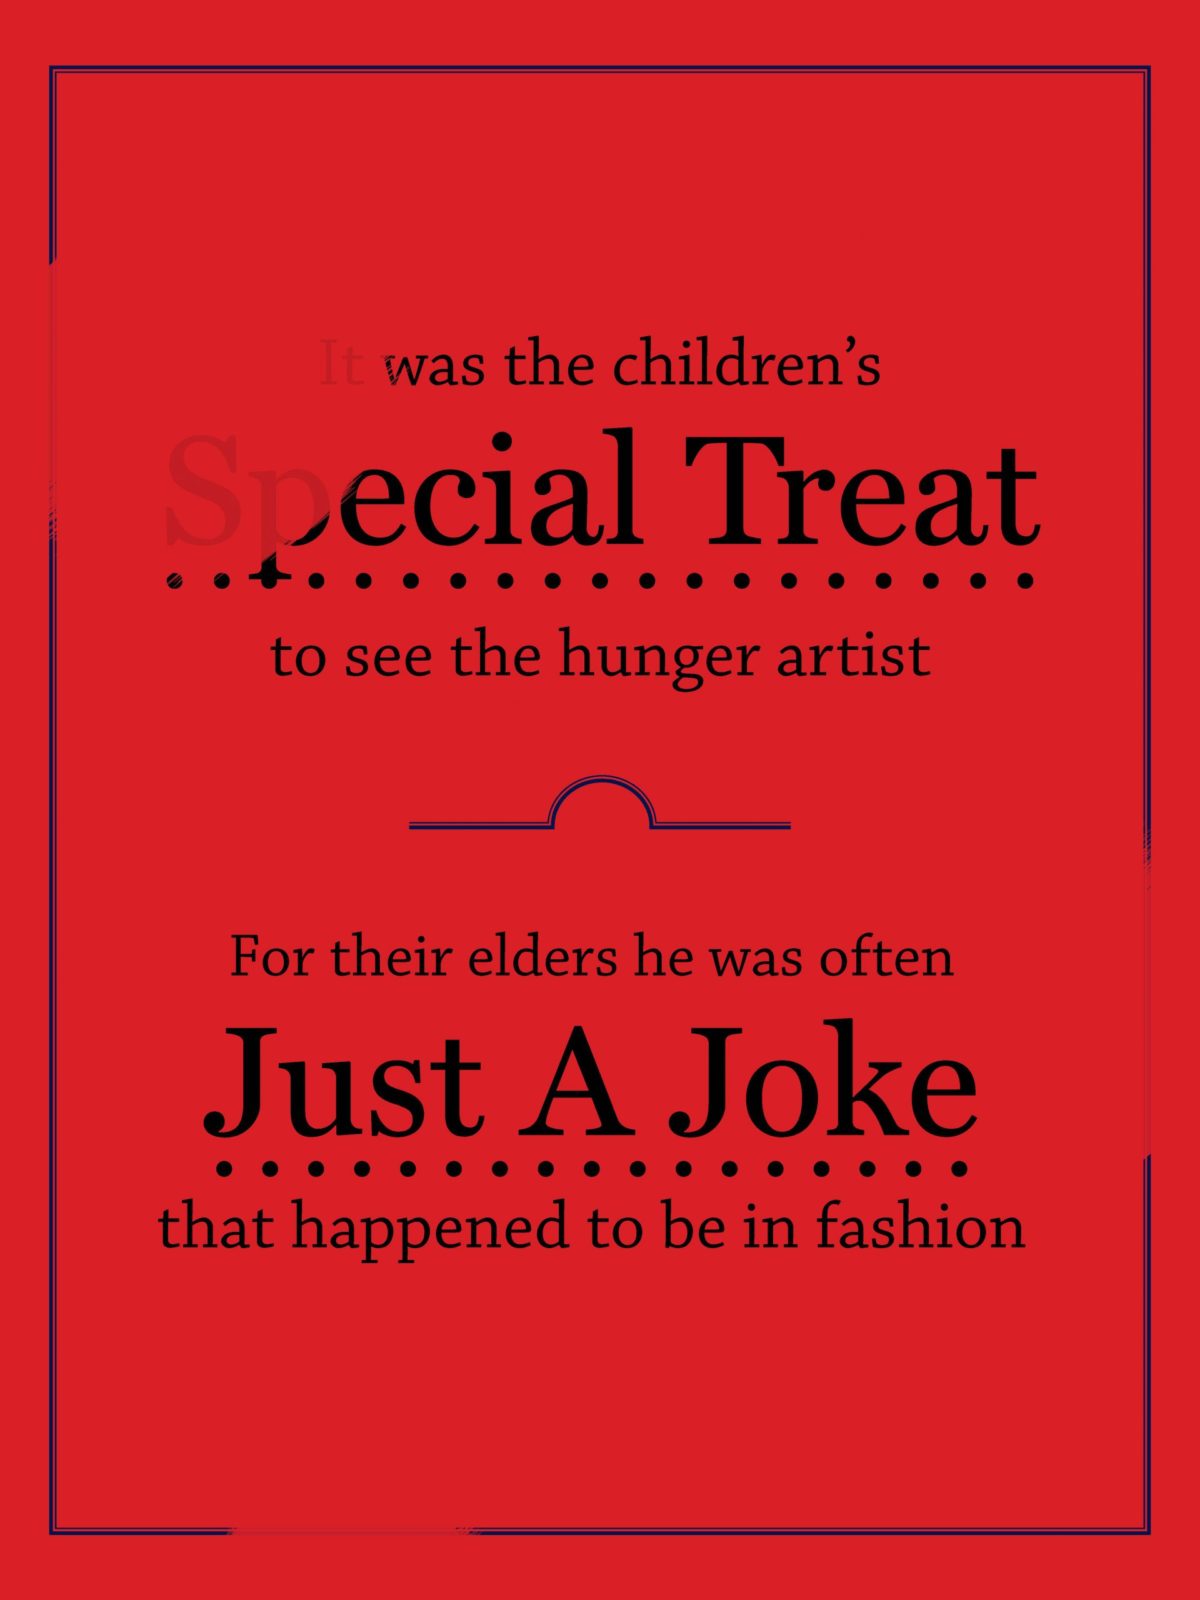 It was the children’s
Special Treat
to see the hunger artist
For their elders he was often
Just A Joke
that happened to be in fashion